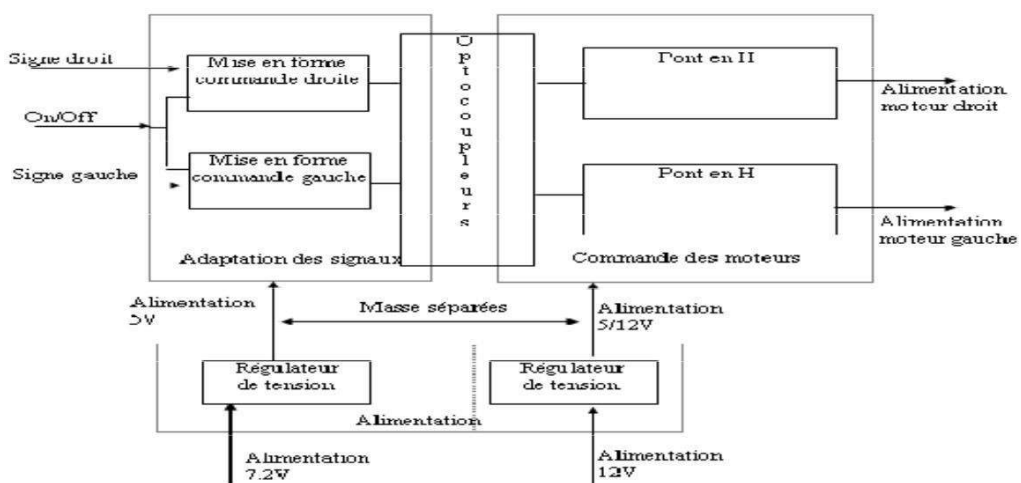 Signe droit
On/Off
Signe gauche
Mise en forme
commande droite
Mise en forme
commande gauche
Adaptation des signaux
Optocoupleurs
Pont en H
Pont en H
Commande des moteurs
Alimentation
moteur droit
Alimentation
moteur gauche
Alimentation
5V
Masse séparées
Alimentation
5/12V
Régulateur
de tension
Régulateur
de tension
Alimentation
Alimentation
7.2V
Alimentation
12V